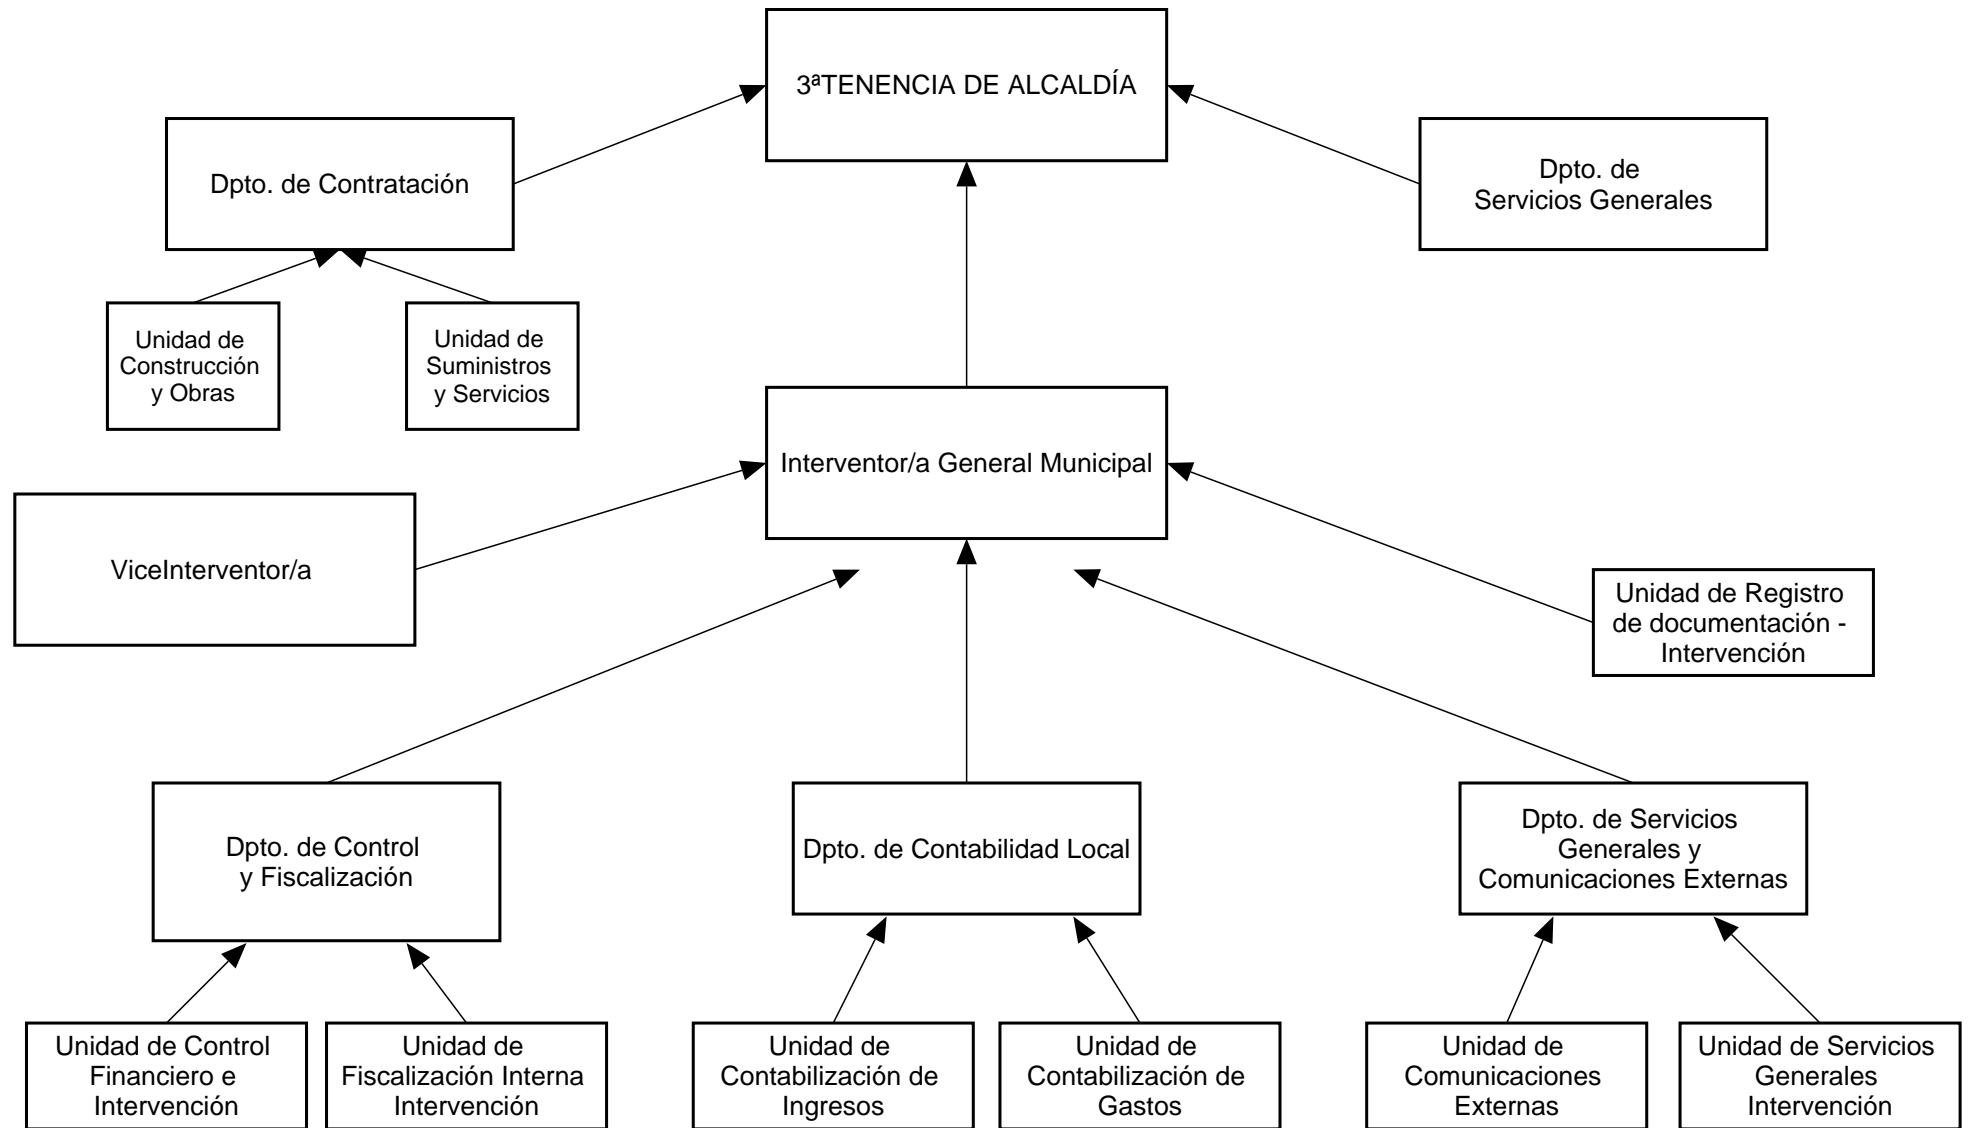 3ªTENENCIA DE ALCALDÍA
Dpto. de Contratación
Dpto. de
Servicios Generales
Unidad de
Construcción
y Obras
Unidad de
Suministros
y Servicios
Interventor/a General Municipal
ViceInterventor/a
Unidad de Registro
de documentación -
Intervención
Dpto. de Control
y Fiscalización
Dpto. de Contabilidad Local
Dpto. de Servicios
Generales y
Comunicaciones Externas
Unidad de Control
Financiero e
Intervención
Unidad de
Fiscalización Interna
Intervención
Unidad de
Contabilización de
Ingresos
Unidad de
Contabilización de
Gastos
Unidad de
Comunicaciones
Externas
Unidad de Servicios
Generales
Intervención